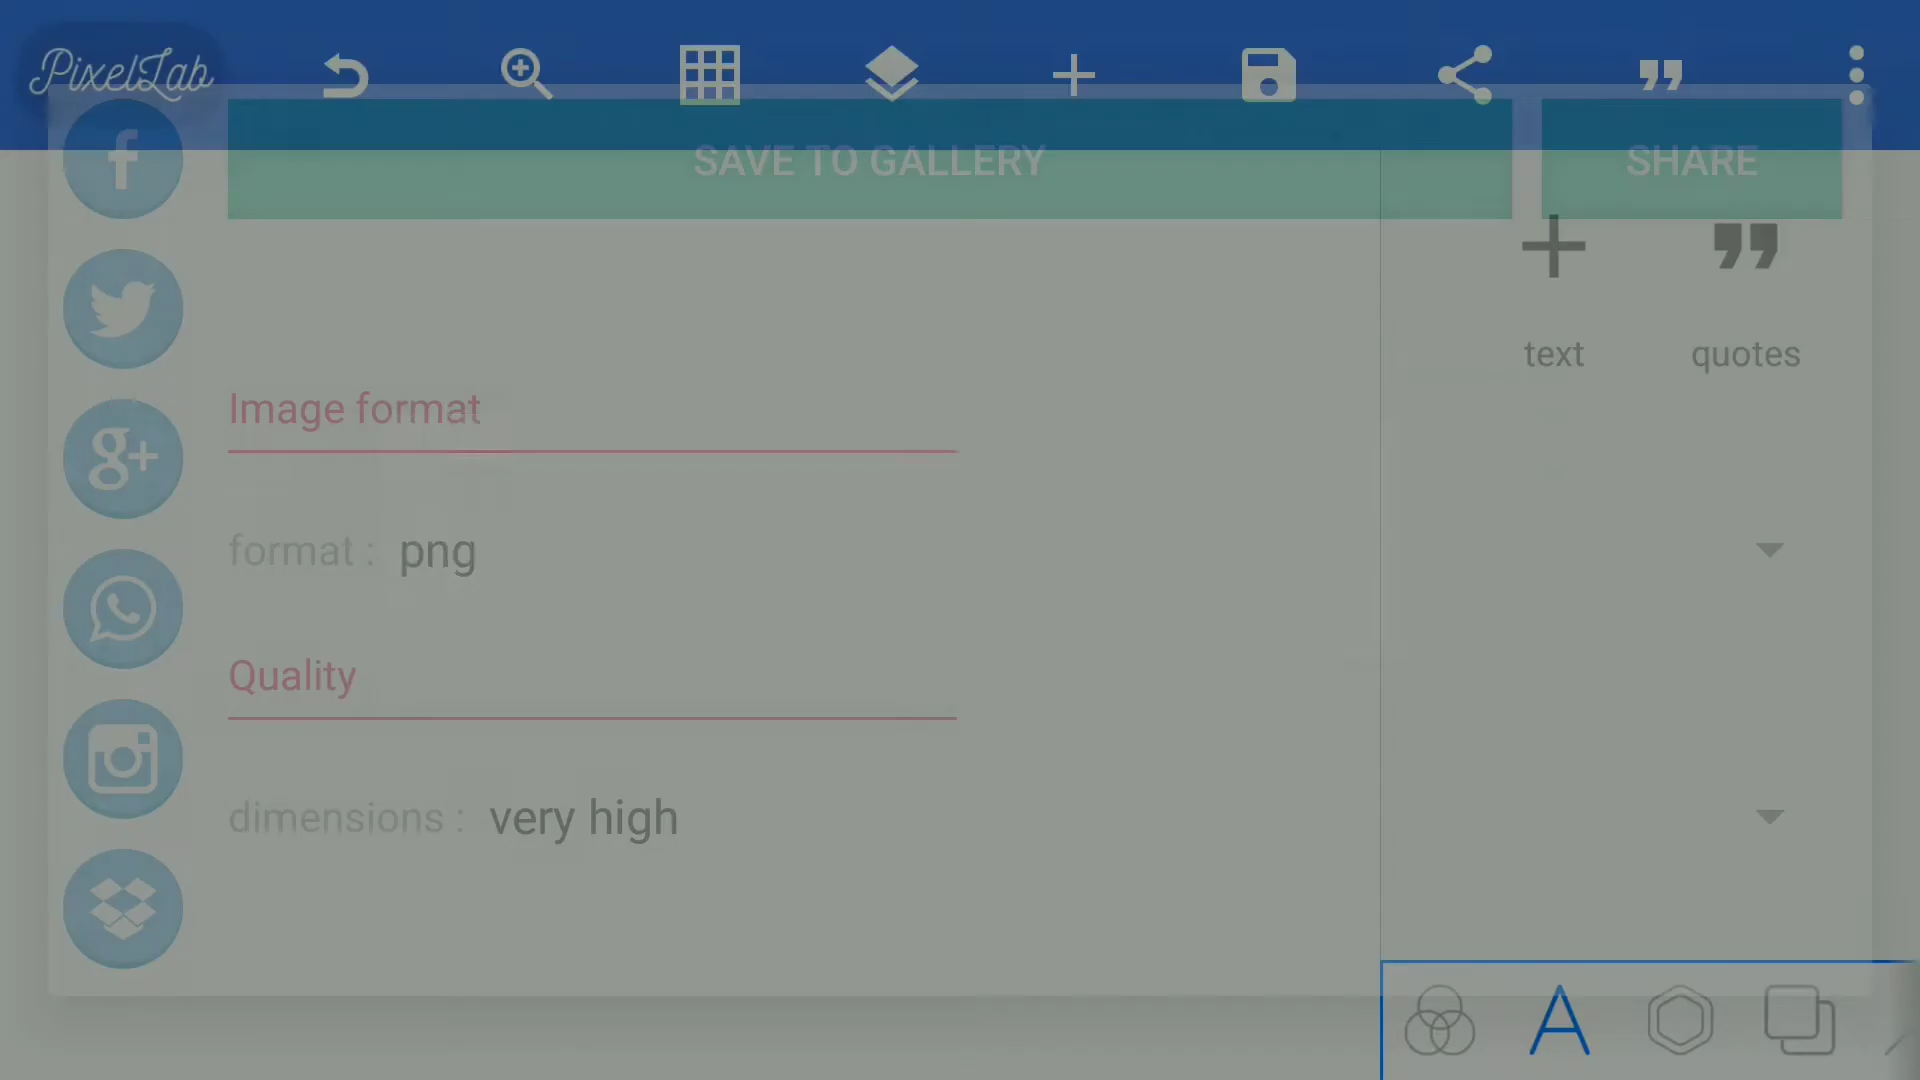 PixelLab
SAVE TO GALLERY
SHARE
text
quotes
Image format
format : png
Quality
dimensions : very high